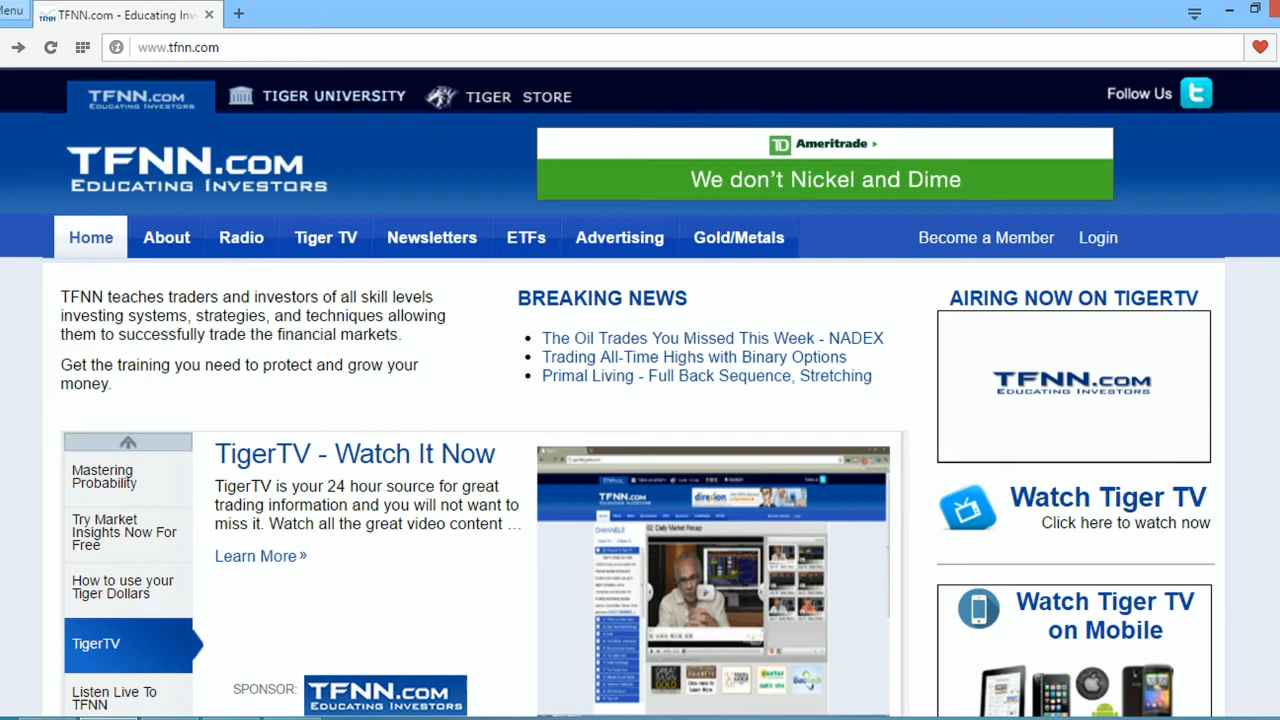 Menu
TFNN.com - Educating Inv
www.tfnn.com
TFNN.COM
EDUCATING INVESTORS
TIGER UNIVERSITY
TIGER STORE
Follow Us
TFNN.COM
EDUCATING INVESTORS
TD Ameritrade
We don't Nickel and Dime
Home About Radio Tiger TV Newsletters ETFs Advertising Gold/Metals Become a Member Login
TFNN teaches traders and investors of all skill levels
investing systems, strategies, and techniques allowing
them to successfully trade the financial markets.
Get the training you need to protect and grow your
money.
BREAKING NEWS
The Oil Trades You Missed This Week - NADEX
Trading All-Time Highs with Binary Options
Primal Living - Full Back Sequence, Stretching
AIRING NOW ON TIGERTV
TFNN.COM
EDUCATING INVESTORS
Watch Tiger TV
Click here to watch now
Watch Tiger TV
on Mobile
Mastering
Probability
Market
Insights Now For
Free
How to use your
Tiger Dollars
TigerTV
Listen Live To
TFNN
TigerTV - Watch It Now
TigerTV is your 24 hour source for great
trading information and you will not want to
miss it. Watch all the great video content ...
Learn More »
SPONSOR:
TFNN.COM
EDUCATING INVESTORS
TFNN.COM
direxion
CHANNELS